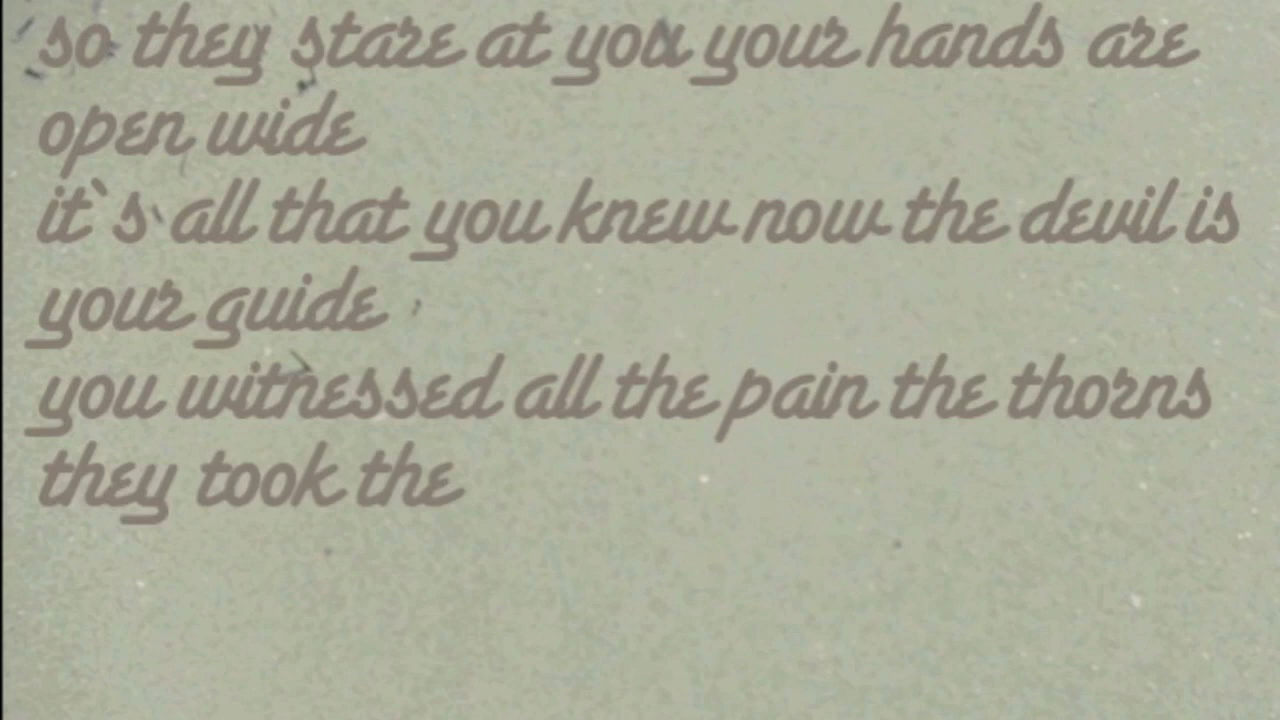 so they stare at you your hands are
open wide
it`s all that you knew now the devil is
your guide
you witnessed all the pain the thorns
they took the